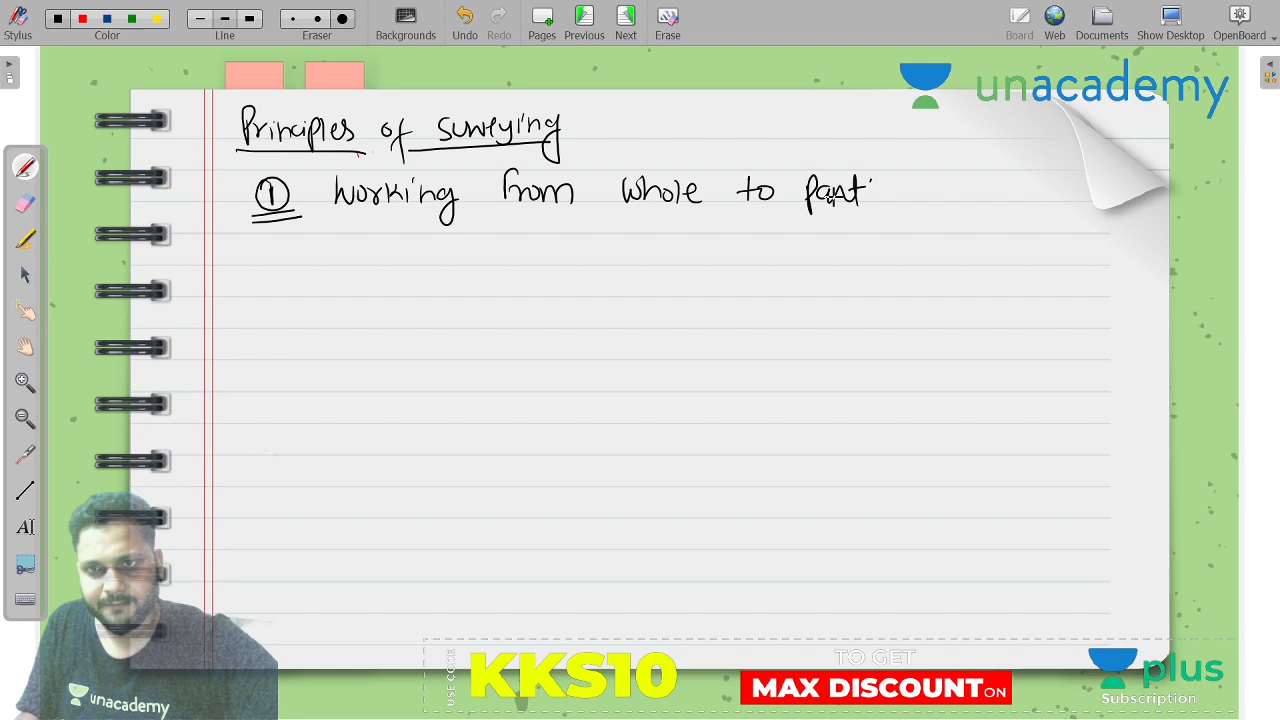 Stylus
Color
Line
Eraser
Backgrounds
Undo
Redo
Pages
Previous
Next
Erase
Board
Web
Documents
Show Desktop
OpenBoard
unacademy
Principles of surveying
① Working from whole to part
AI
unacademy
USE CODE
KKS10
TO GET
MAX DISCOUNT ON
plus
Subscription